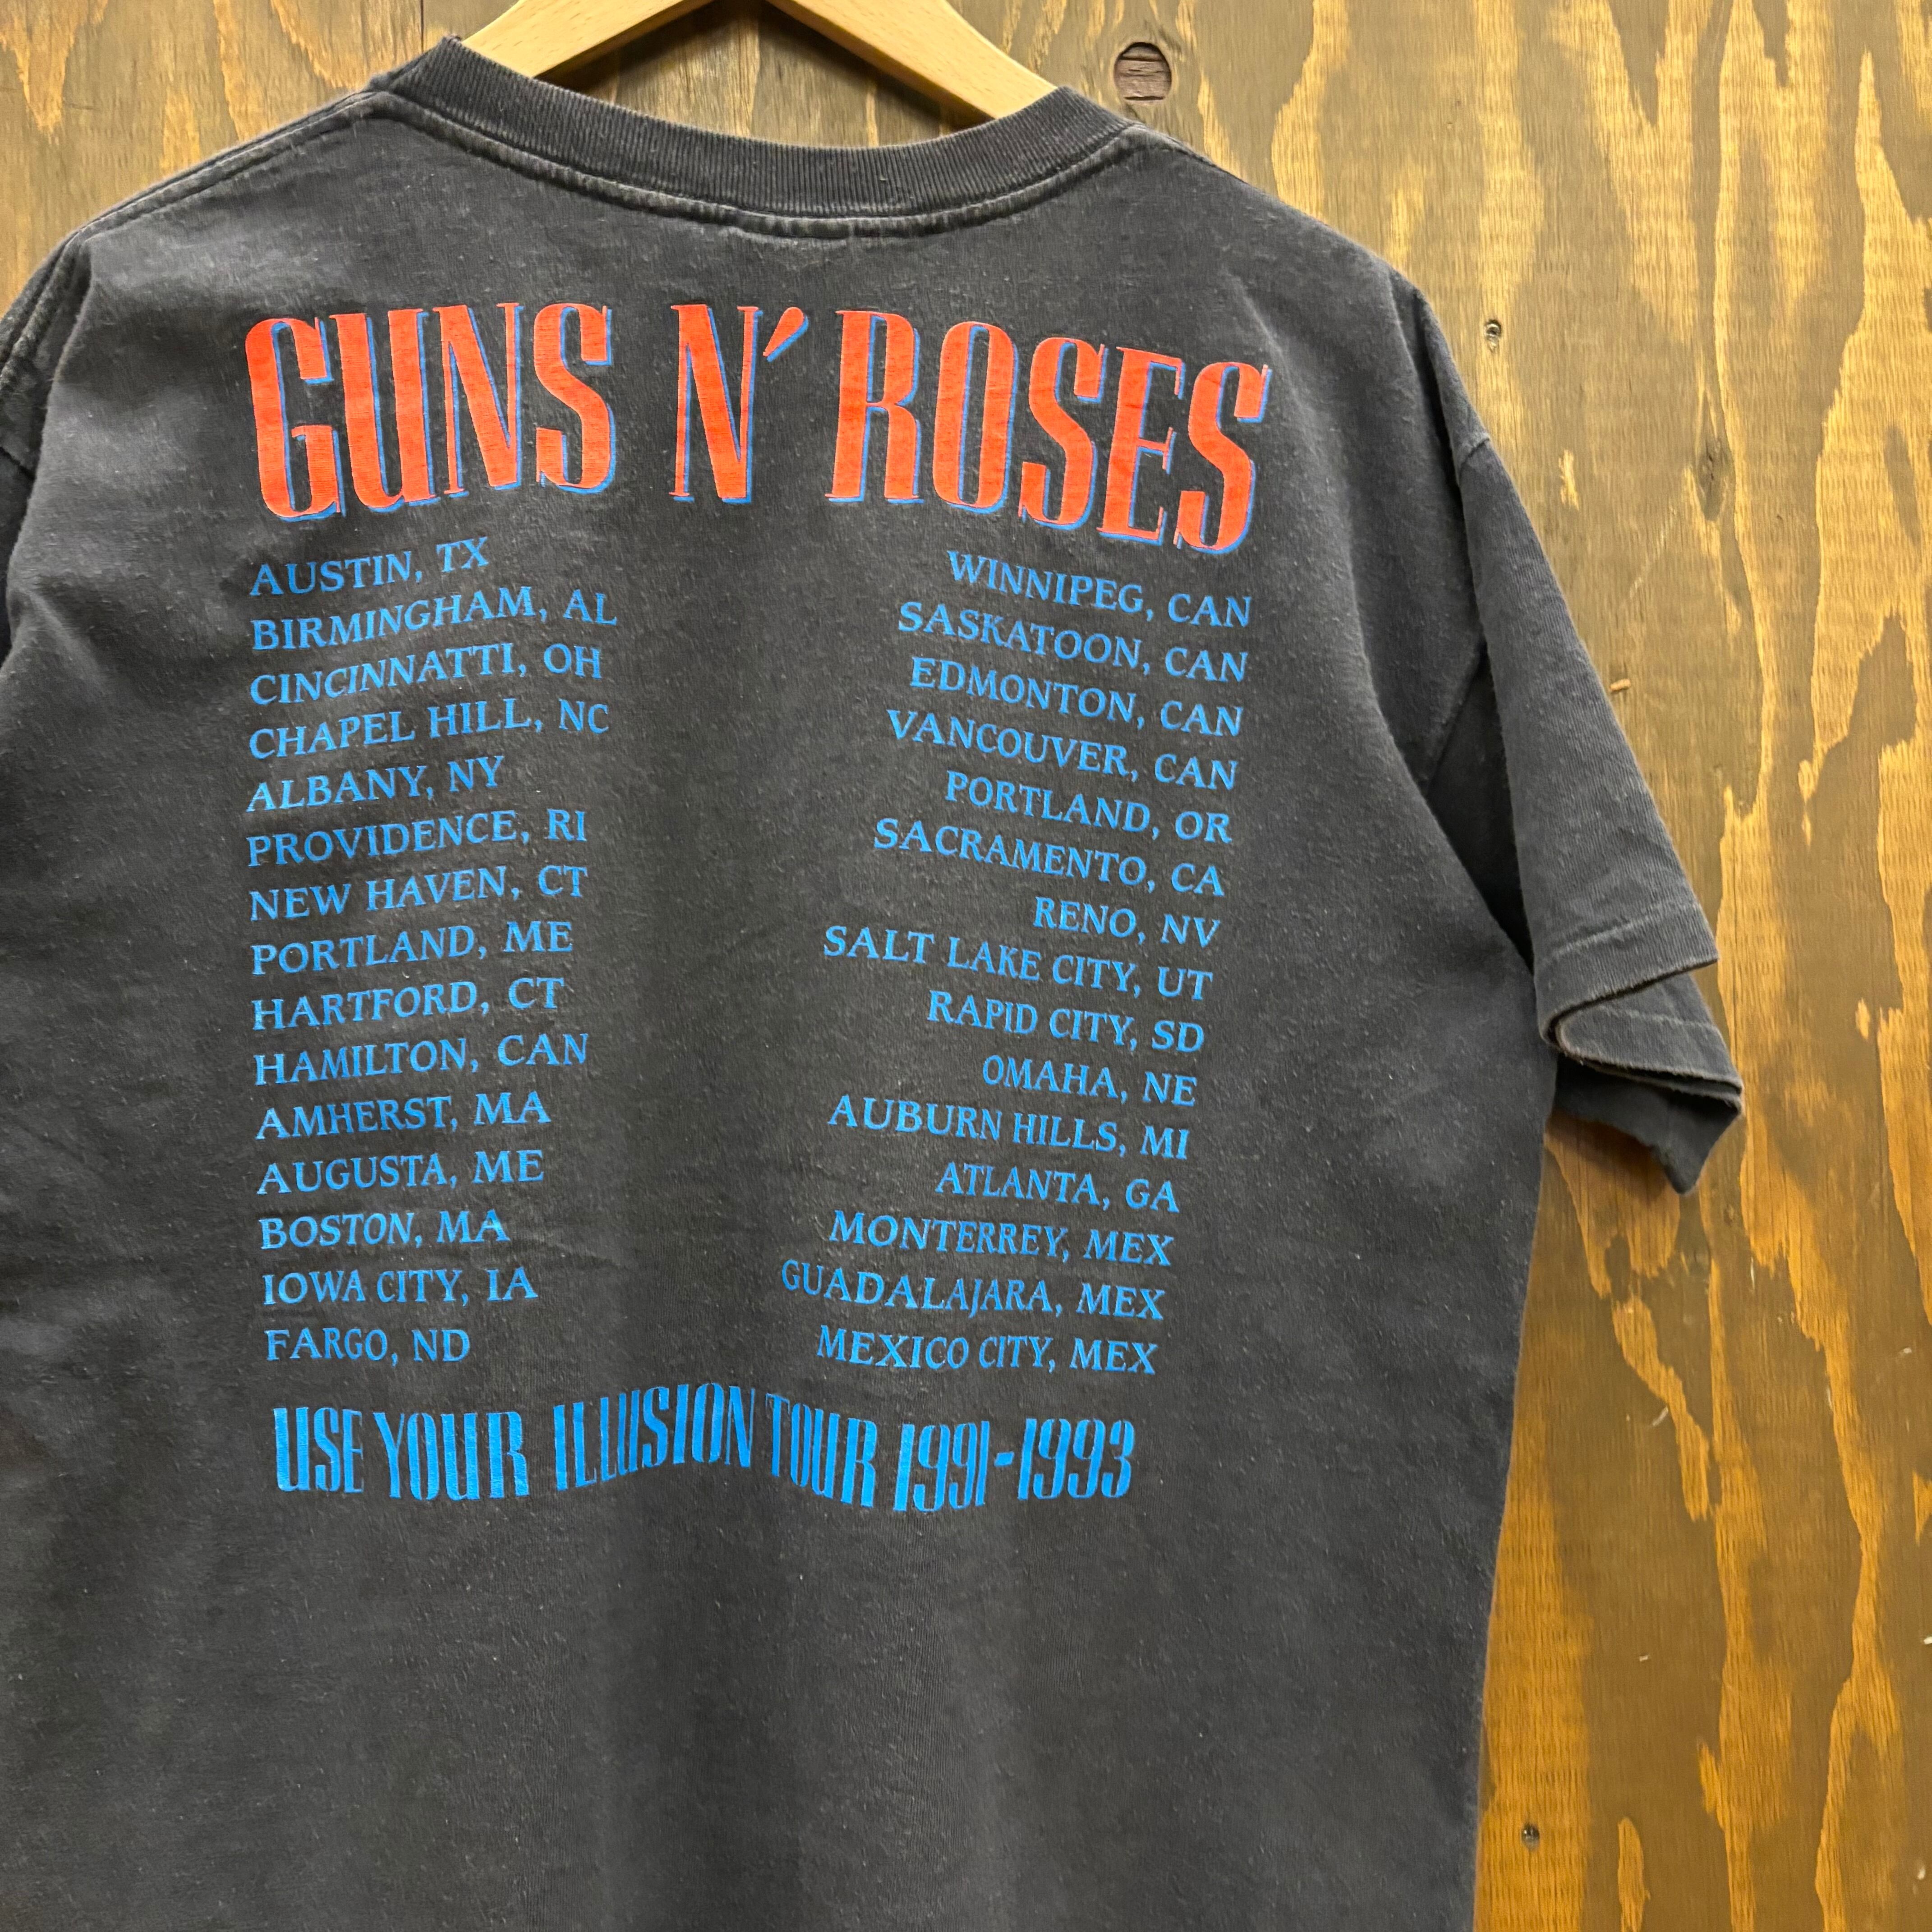 GUNS N' ROSES
AUSTIN, TX
BIRMINGHAM, AL
CINCINNATTI, OH
CHAPEL HILL, NC
ALBANY, NY
PROVIDENCE, RI
NEW HAVEN, CT
PORTLAND, ME
HARTFORD, CT
HAMILTON, CAN
AMHERST, MA
AUGUSTA, ME
BOSTON, MA
IOWA CITY, IA
FARGO, ND
WINNIPEG, CAN
SASKATOON, CAN
EDMONTON, CAN
VANCOUVER, CAN
PORTLAND, OR
SACRAMENTO, CA
RENO, NV
SALT LAKE CITY, UT
RAPID CITY, SD
OMAHA, NE
AUBURN HILLS, MI
ATLANTA, GA
MONTERREY, MEX
GUADALAJARA, MEX
MEXICO CITY, MEX
USE YOUR ILLUSION TOUR 1991-1993